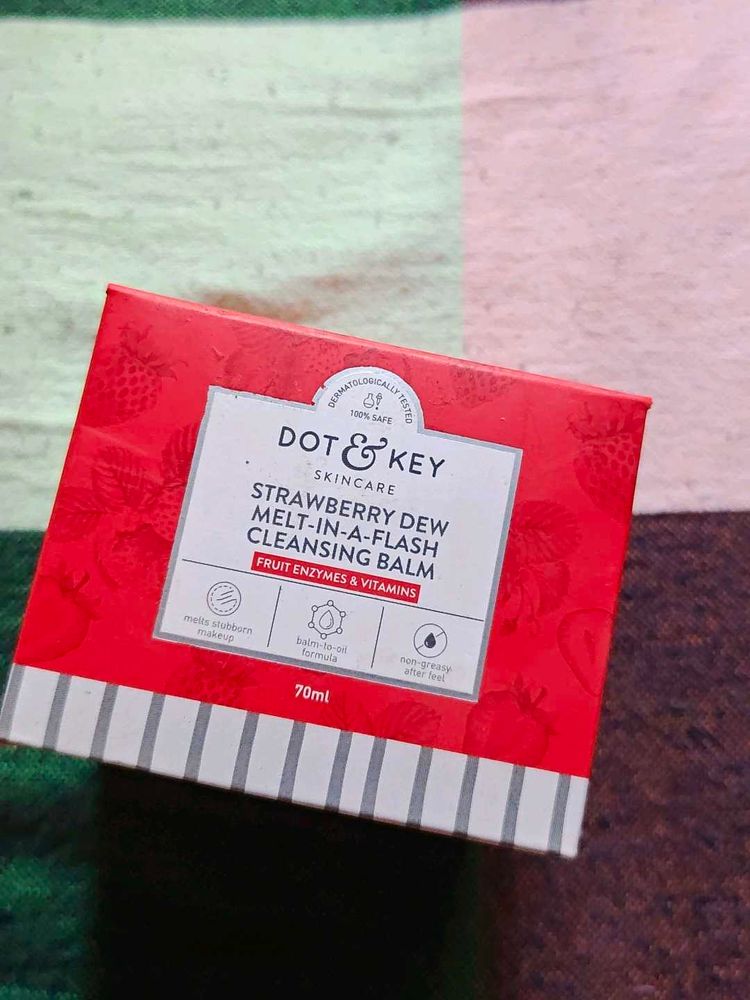 DERMATOLOGICALLY TESTED
100% SAFE
DOT & KEY
SKINCARE
STRAWBERRY DEW
MELT-IN-A-FLASH
CLEANSING BALM
FRUIT ENZYMES & VITAMINS
melts stubborn
makeup
balm-to-oil
formula
non-greasy
after feel
70ml